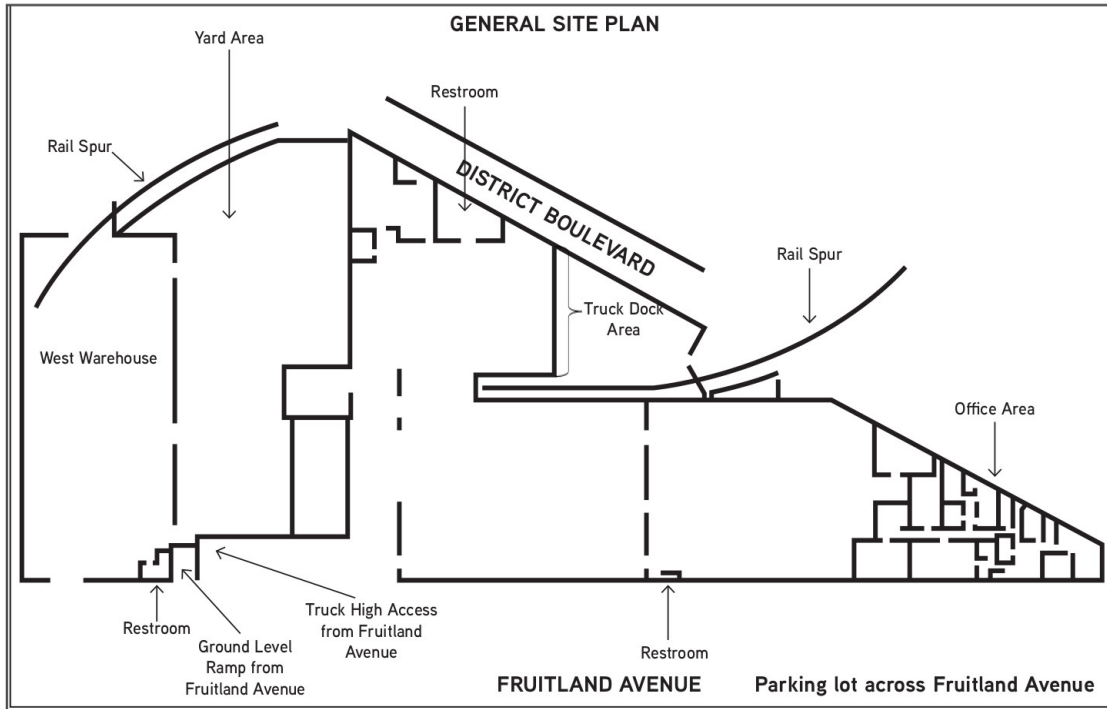 GENERAL SITE PLAN
Yard Area
Restroom
Rail Spur
DISTRICT BOULEVARD
Rail Spur
Truck Dock
Area
West Warehouse
Office Area
Restroom
Ground Level
Ramp from
Fruitland Avenue
Truck High Access
from Fruitland
Avenue
Restroom
FRUITLAND AVENUE
Parking lot across Fruitland Avenue